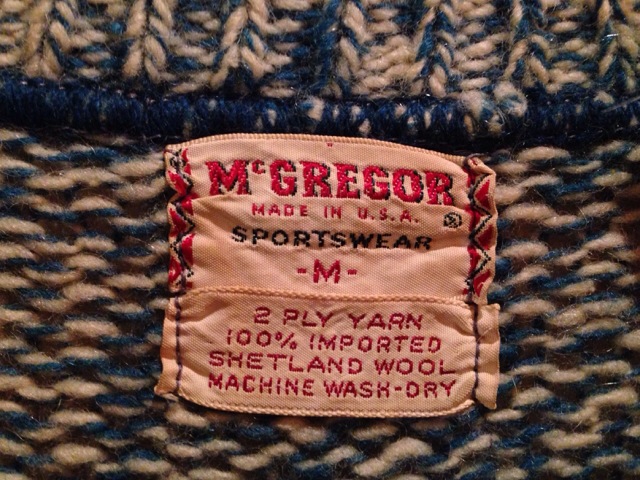 McGREGOR
MADE IN U.S.A. ®
SPORTSWEAR
-M-
2 PLY YARN
100% IMPORTED
SHETLAND WOOL
MACHINE WASH-DRY